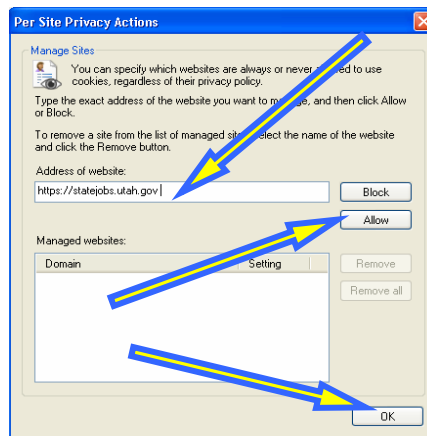 Per Site Privacy Actions
Manage Sites
You can specify which websites are always or never to use
cookies, regardless of their privacy policy.
Type the exact address of the website you want to and then click Allow
or Block.
To remove a site from the list of managed select the name of the website
and click the Remove button.
Address of website:
https://statejobs.utah.gov
Block
Allow
Managed websites:
Domain Setting
Remove
Remove all
OK